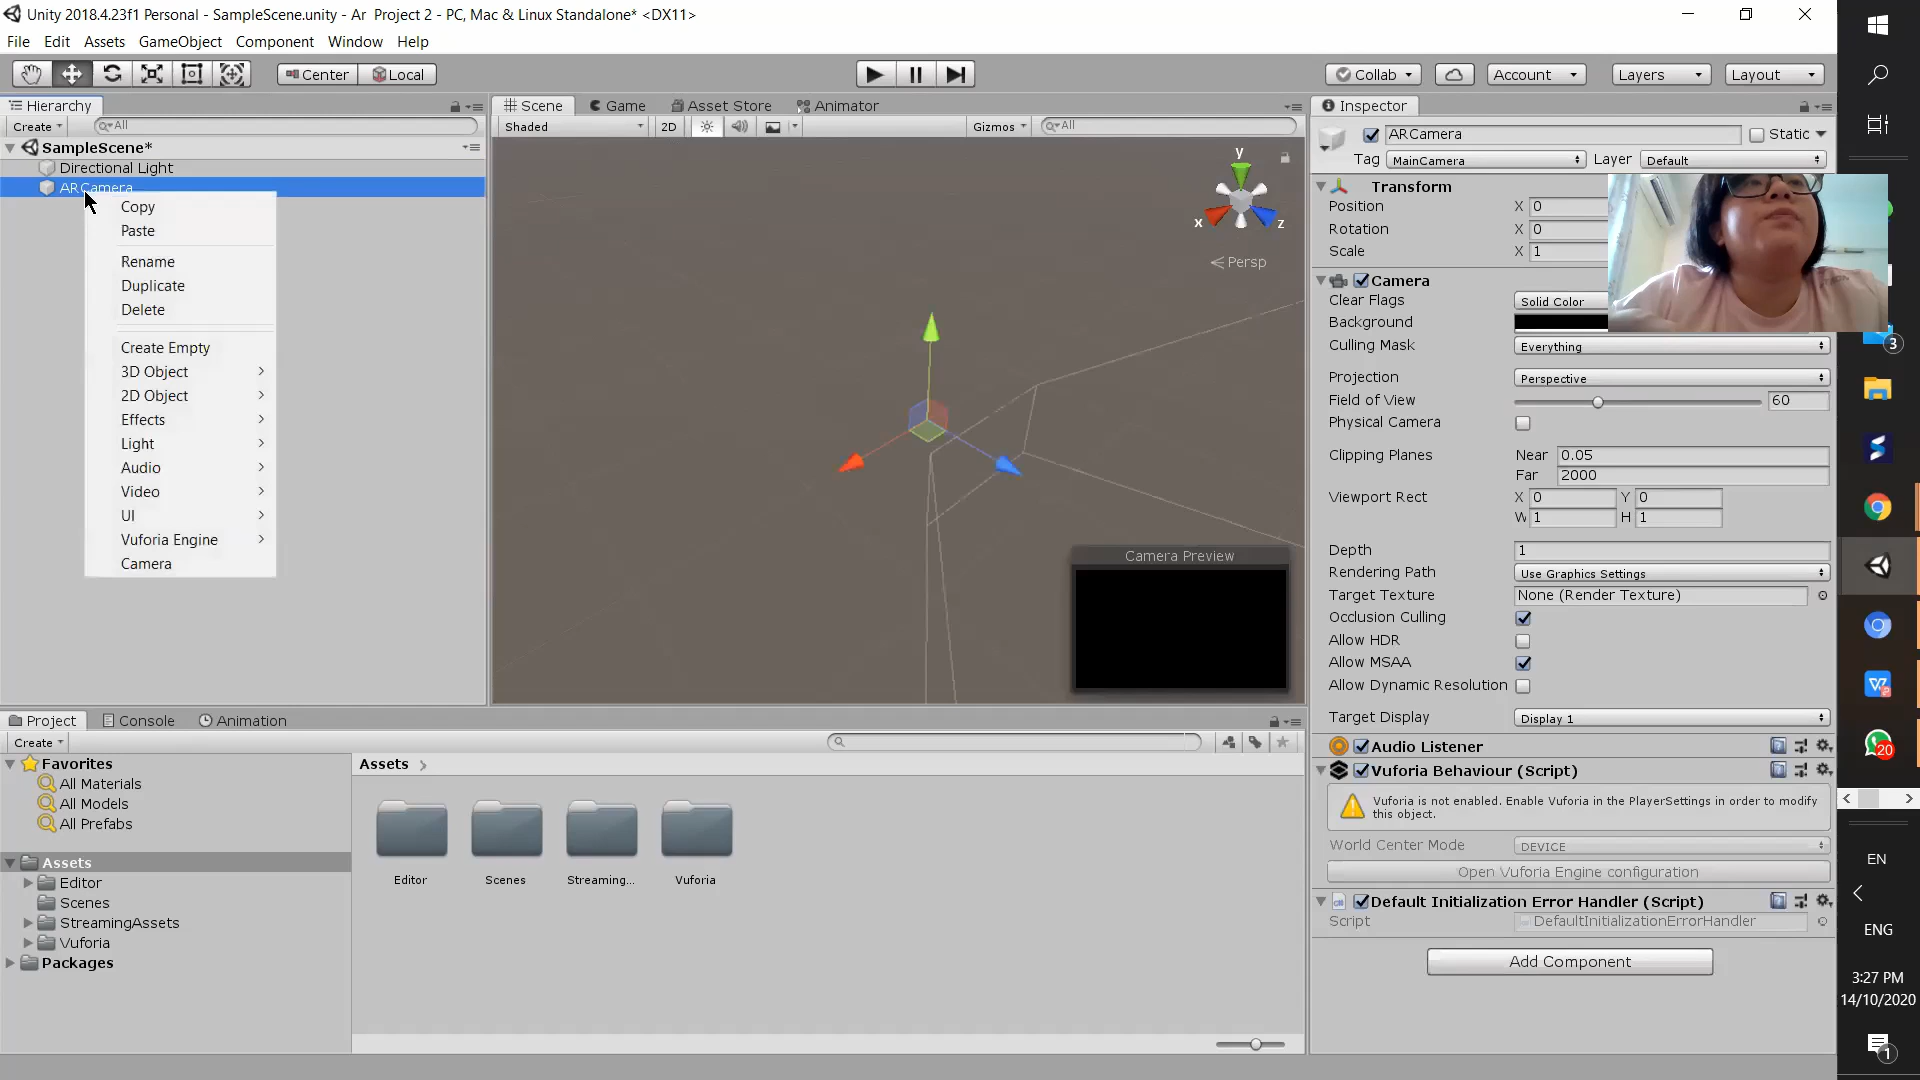 Unity 2018.4.23f1 Personal - SampleScene.unity - Ar Project 2 - PC, Mac & Linux Standalone* <DX11>
File Edit Assets GameObject Component Window Help
Center Local Collab Account Layers Layout
Hierarchy
Create All
SampleScene*
Directional Light
ARCamera
Copy
Paste
Rename
Duplicate
Delete
Create Empty
3D Object
2D Object
Effects
Light
Audio
Video
UI
Vuforia Engine
Camera
Scene Game Asset Store Animator
Shaded 2D Gizmos All
y
x z
Persp
Camera Preview
Inspector
ARCamera Static
Tag MainCamera Layer Default
Transform
Position X 0
Rotation X 0
Scale X 1
Camera
Clear Flags Solid Color
Background
Culling Mask Everything
Projection Perspective
Field of View 60
Physical Camera
Clipping Planes Near 0.05
Far 2000
Viewport Rect X 0 Y 0
W 1 H 1
Depth 1
Rendering Path Use Graphics Settings
Target Texture None (Render Texture)
Occlusion Culling
Allow HDR
Allow MSAA
Allow Dynamic Resolution
Target Display Display 1
Audio Listener
Vuforia Behaviour (Script)
Vuforia is not enabled. Enable Vuforia in the PlayerSettings in order to modify
this object.
World Center Mode DEVICE
Open Vuforia Engine configuration
Default Initialization Error Handler (Script)
Script DefaultInitializationErrorHandler
Add Component
Project Console Animation
Create
Favorites
All Materials
All Models
All Prefabs
Assets
Editor
Scenes
StreamingAssets
Vuforia
Packages
Assets
Editor Scenes Streaming... Vuforia
3
20
EN
ENG
3:27 PM
14/10/2020
1